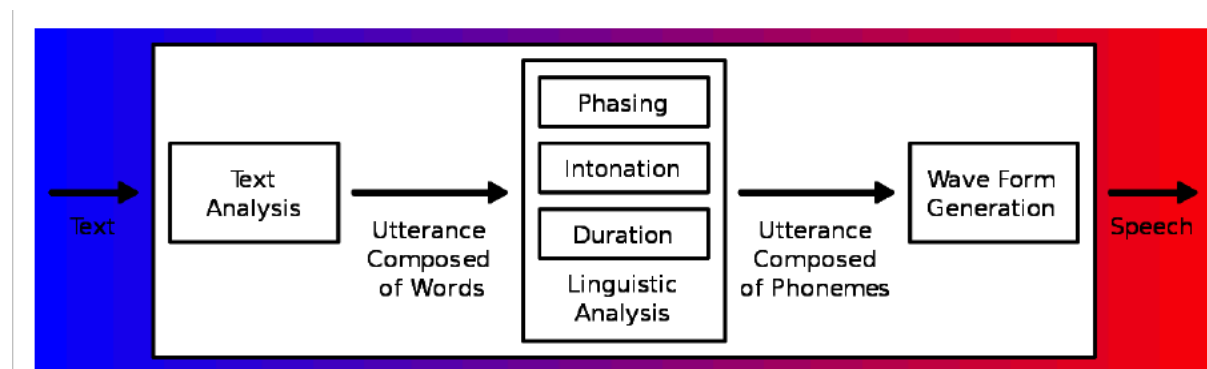 Text
Text
Analysis
Utterance
Composed
of Words
Phasing
Intonation
Duration
Linguistic
Analysis
Utterance
Composed
of Phonemes
Wave Form
Generation
Speech